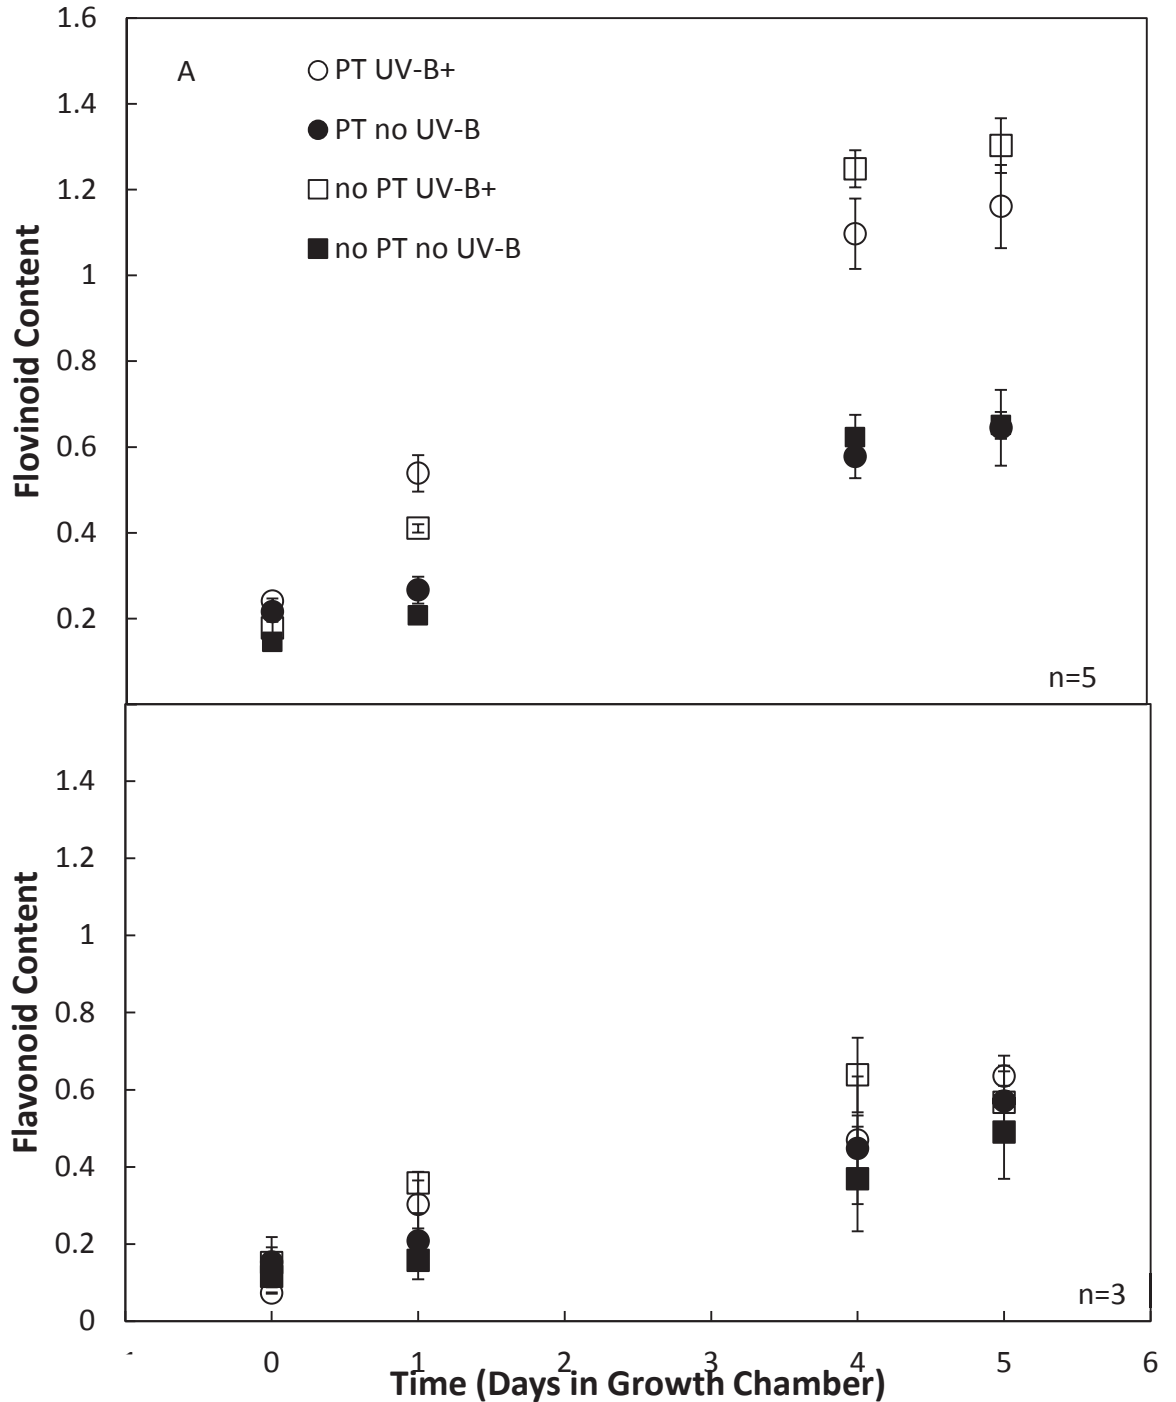 1.6
A
PT UV-B+
1.4
PT no UV-B
no PT UV-B+
1.2
no PT no UV-B
1
0.8
0.6
0.4
0.2
Flovinoid Content
n=5
1.4
1.2
1
0.8
0.6
0.4
0.2
0
Flavonoid Content
n=3
0 1 2 3 4 5 6
Time (Days in Growth Chamber)